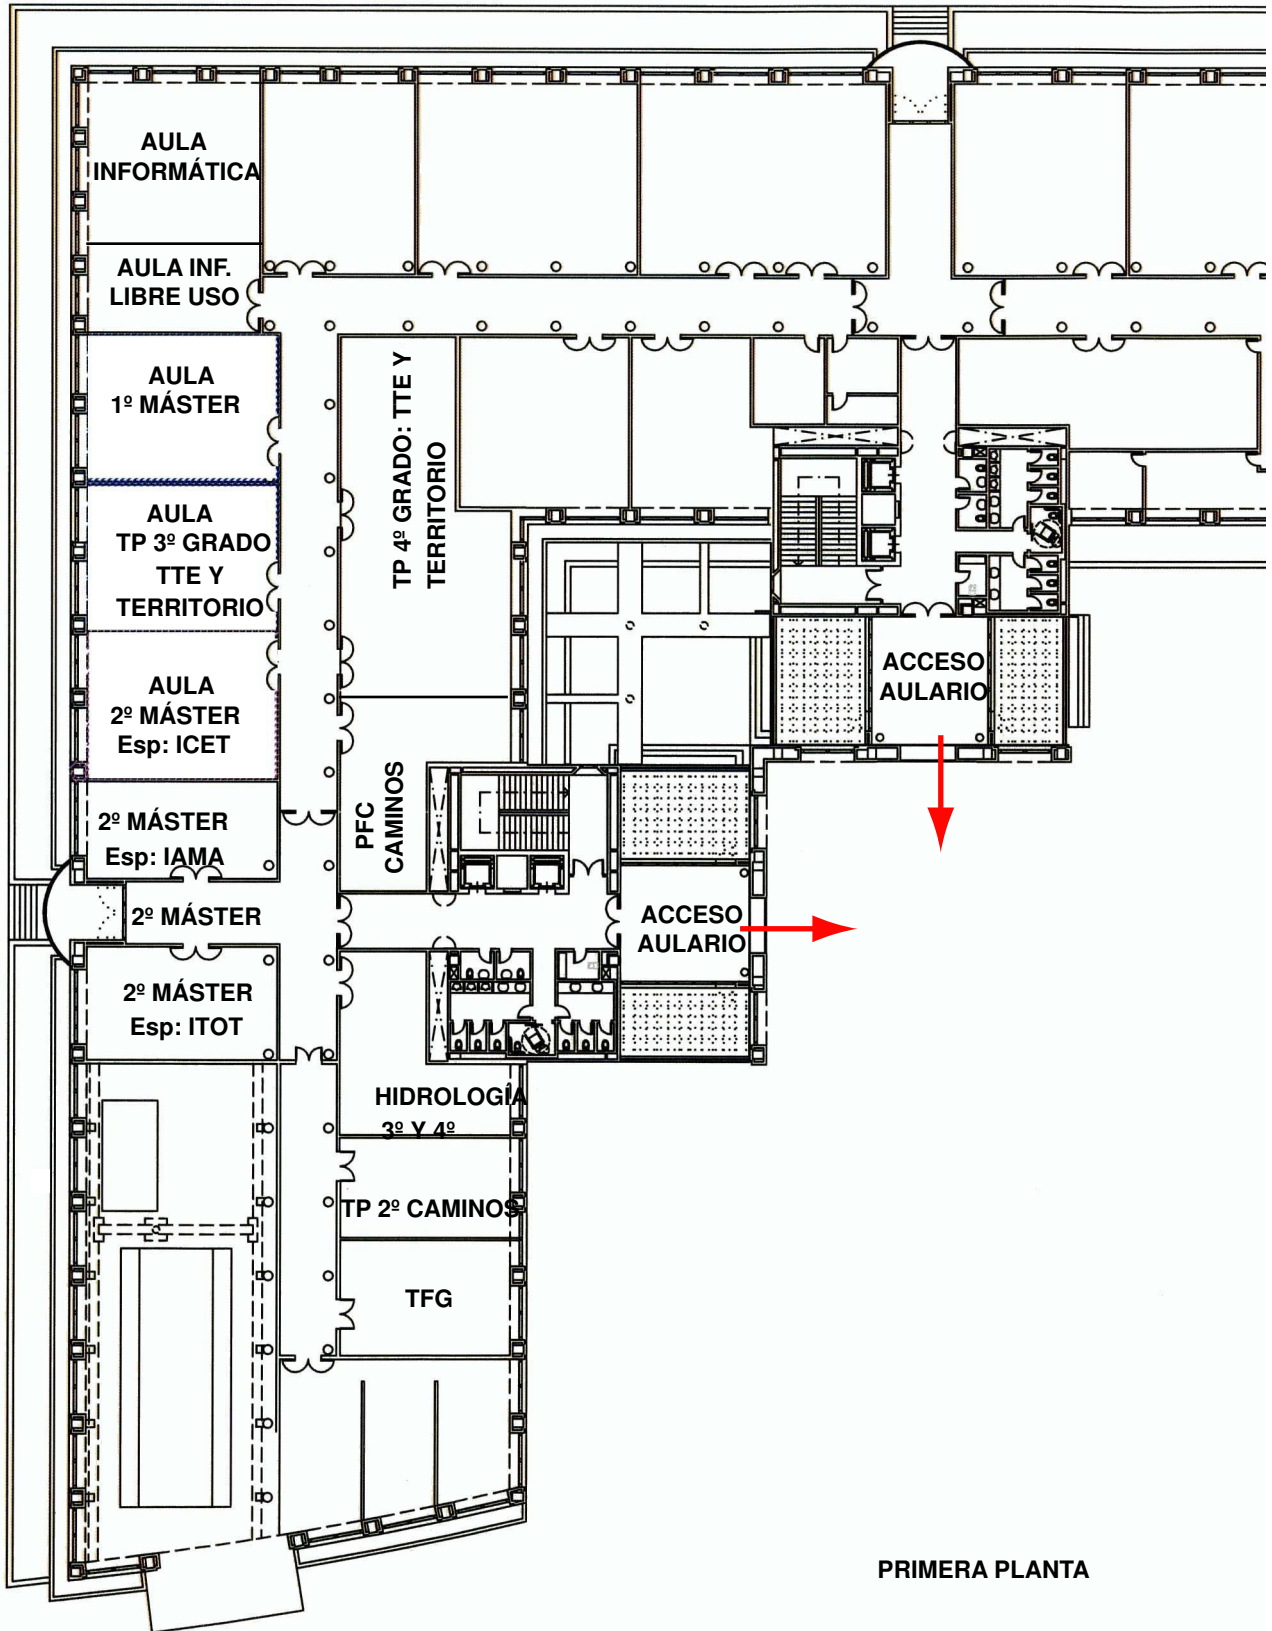 AULA
INFORMÁTICA
AULA INF.
LIBRE USO
AULA
1º MÁSTER
AULA
TP 3º GRADO
TTE Y
TERRITORIO
AULA
2º MÁSTER
Esp: ICET
2º MÁSTER
Esp: IAMA
2º MÁSTER
2º MÁSTER
Esp: ITOT
TP 4º GRADO: TTE Y
TERRITORIO
PFC
CAMINOS
ACCESO
AULARIO
ACCESO
AULARIO
HIDROLOGÍA
3º Y 4º
TP 2º CAMINOS
TFG
PRIMERA PLANTA